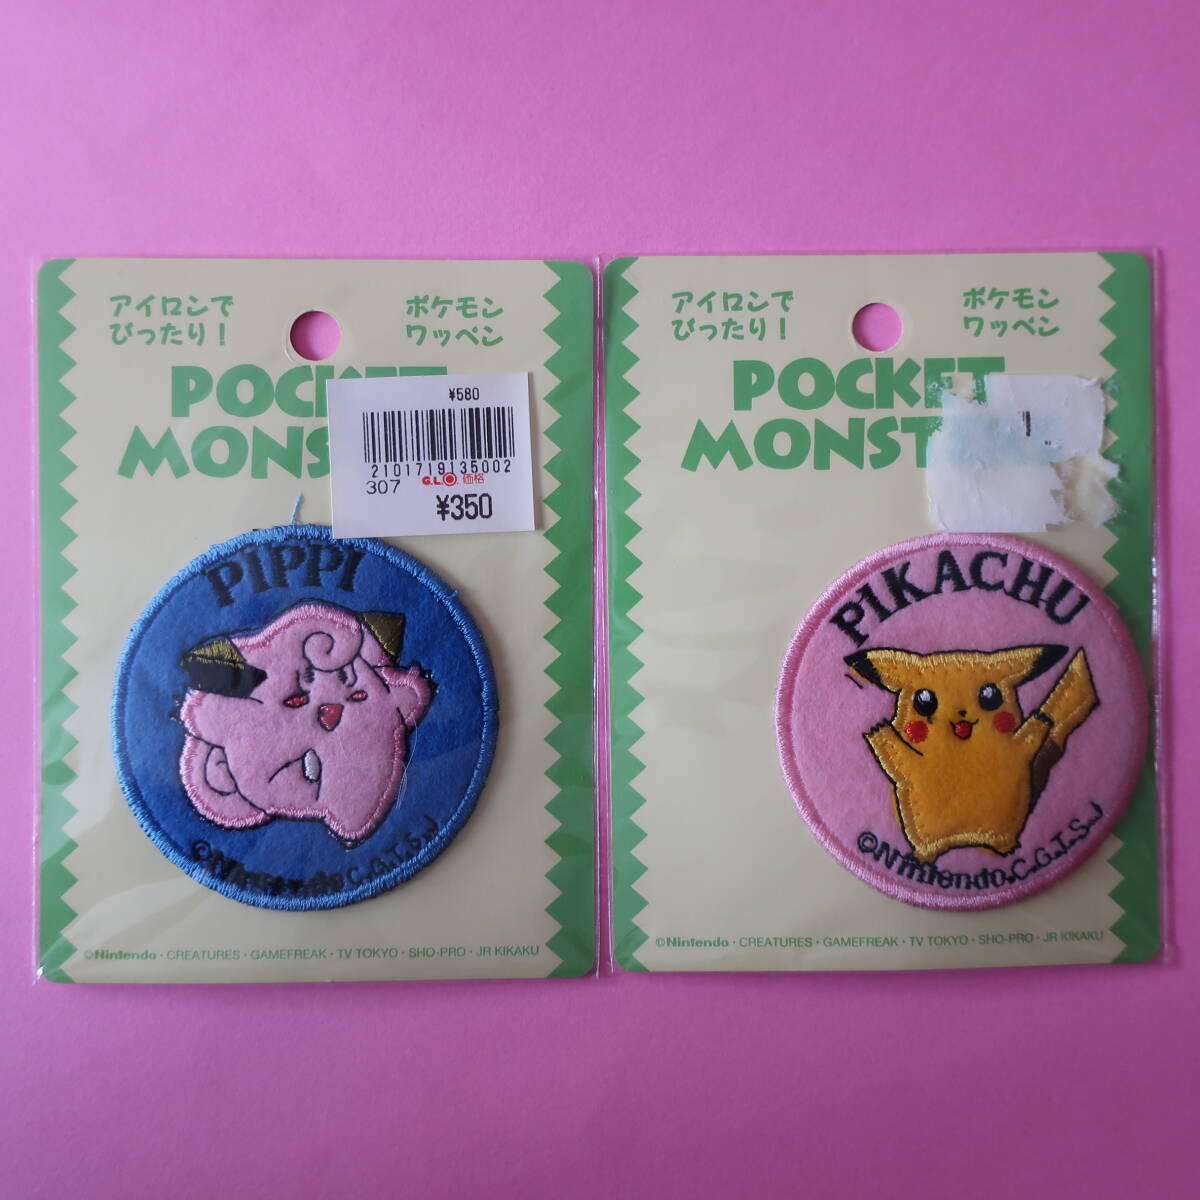 アイロンで
ぴったり!
ポケモン
ワッペン
POCKET
MONS
¥580
2101719135002
307 G.L. 価格
¥350
PIPPI
©Nintendo.C.G.T.S.J
©Nintendo・CREATURES・GAMEFREAK・TV TOKYO・SHO-PRO・JR KIKAKU
アイロンで
ぴったり!
ポケモン
ワッペン
POCKET
MONST
PIKACHU
©Nintendo.C.G.T.S.J
©Nintendo・CREATURES・GAMEFREAK・TV TOKYO・SHO-PRO・JR KIKAKU